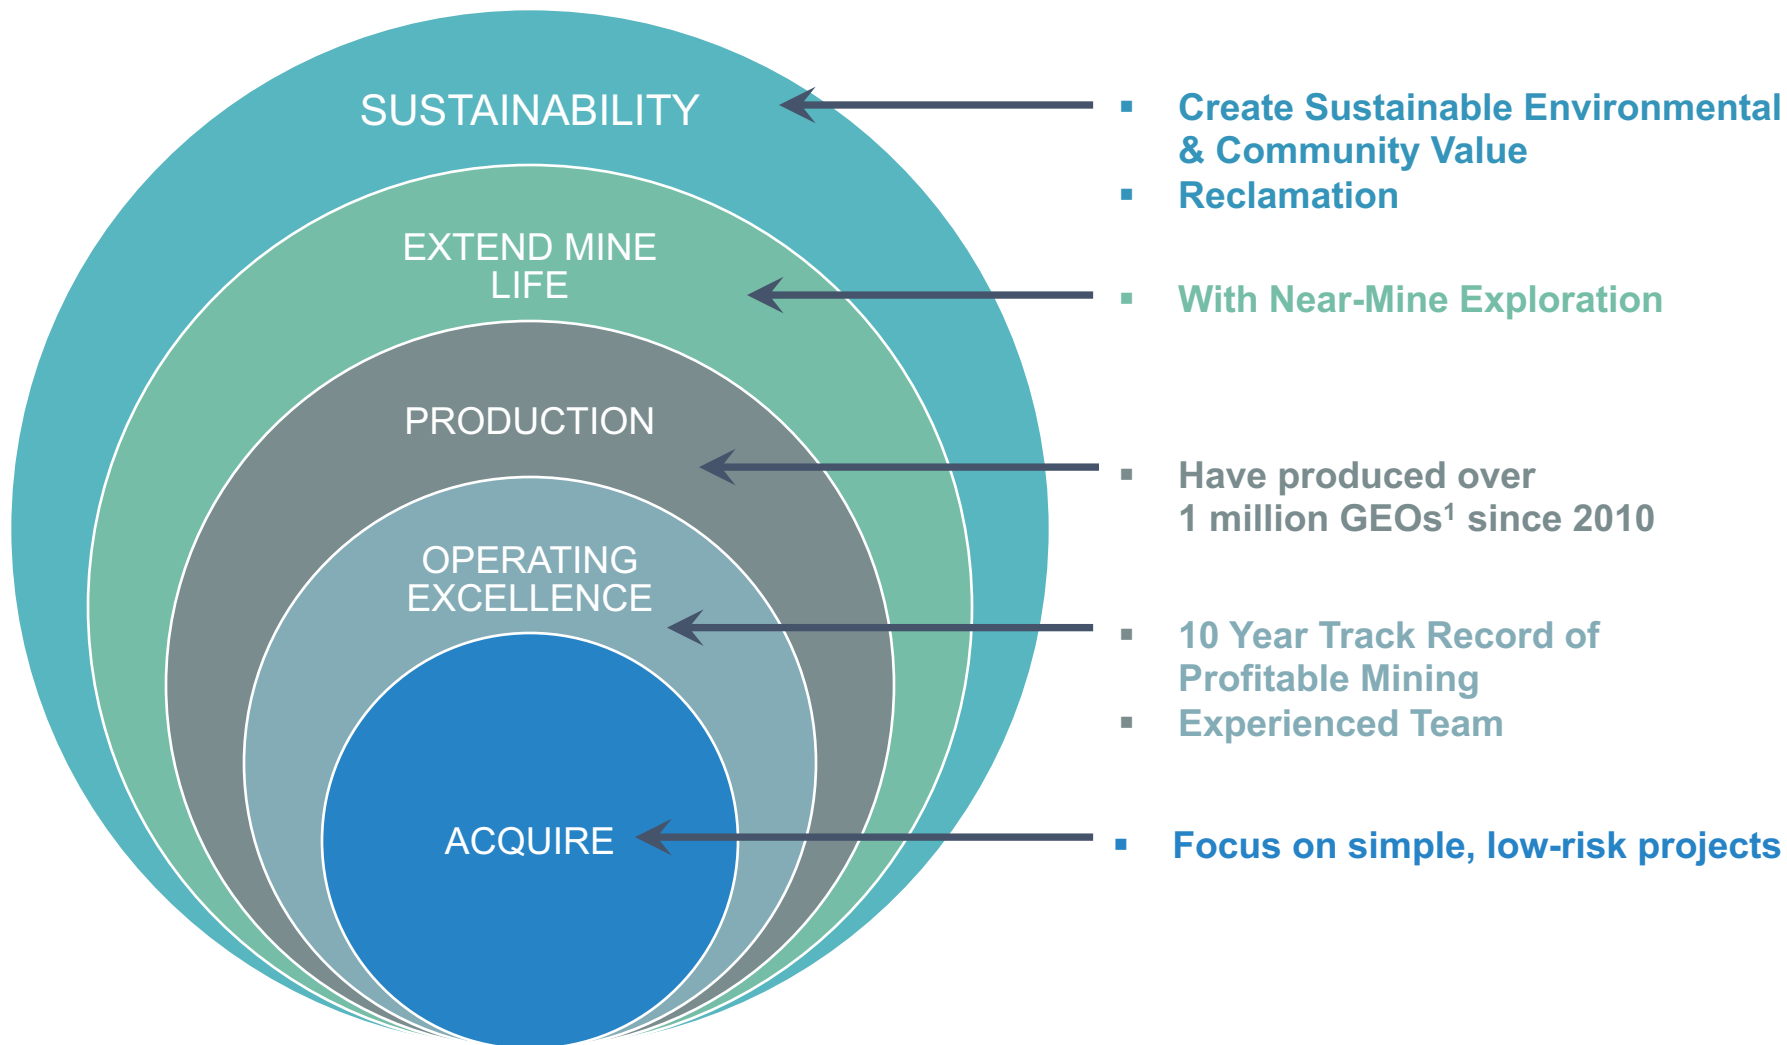 SUSTAINABILITY
▪ Create Sustainable Environmental
& Community Value
▪ Reclamation
EXTEND MINE
LIFE
▪ With Near-Mine Exploration
PRODUCTION
▪ Have produced over
1 million GEOs¹ since 2010
OPERATING
EXCELLENCE
▪ 10 Year Track Record of
Profitable Mining
▪ Experienced Team
ACQUIRE
▪ Focus on simple, low-risk projects